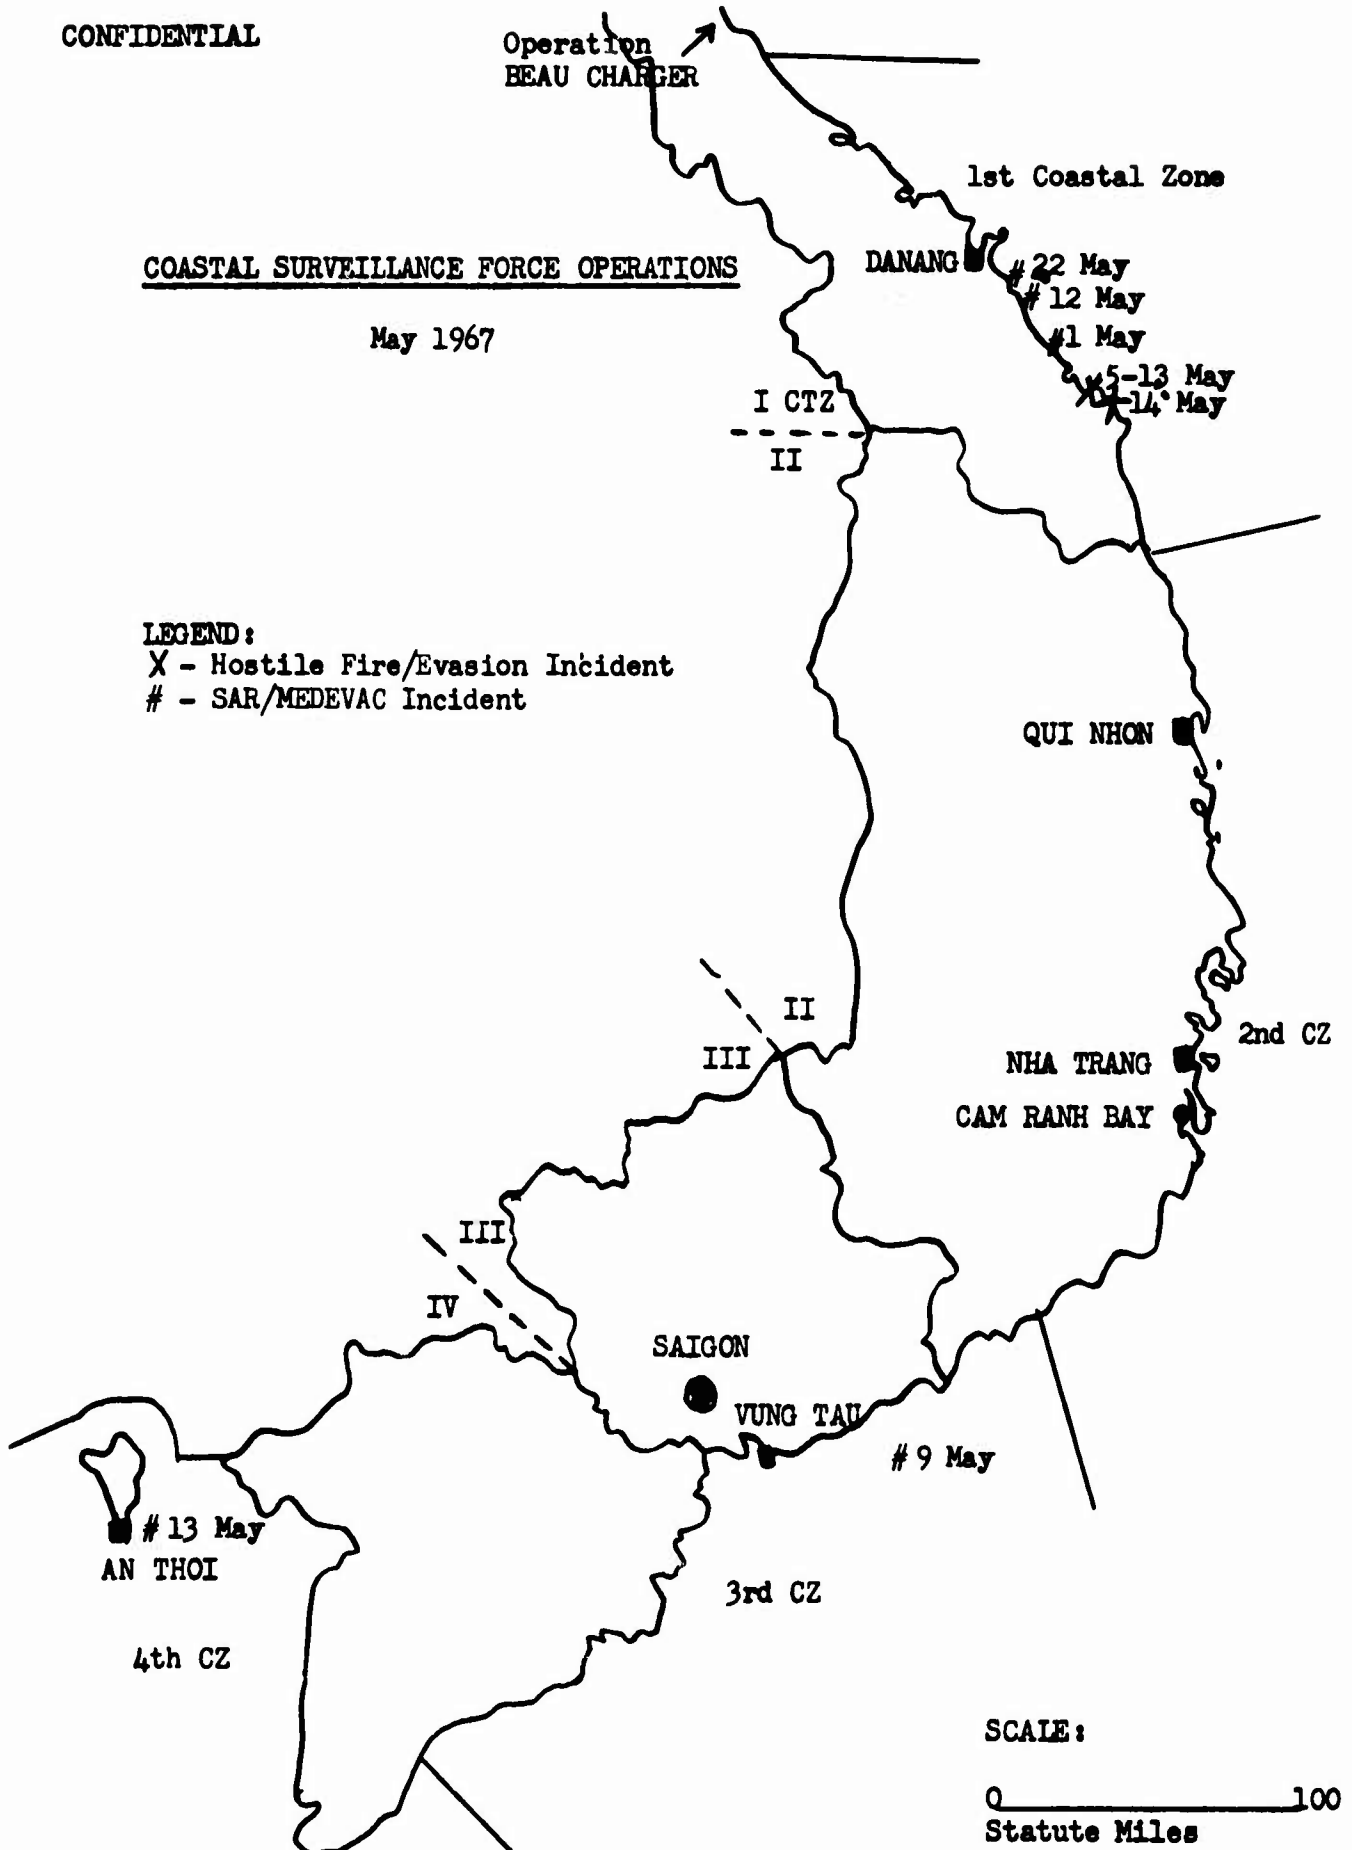 CONFIDENTIAL
Operation
BEAU CHARGER
1st Coastal Zone
COASTAL SURVEILLANCE FORCE OPERATIONS
May 1967
DANANG
# 22 May
# 12 May
#1 May
X 5-13 May
X -14 May
I CTZ
II
LEGEND:
X - Hostile Fire/Evasion Incident
# - SAR/MEDEVAC Incident
QUI NHON
II
III
2nd CZ
NHA TRANG
CAM RANH BAY
III
IV
SAIGON
VUNG TAU
# 9 May
# 13 May
AN THOI
3rd CZ
4th CZ
SCALE:
0 100
Statute Miles